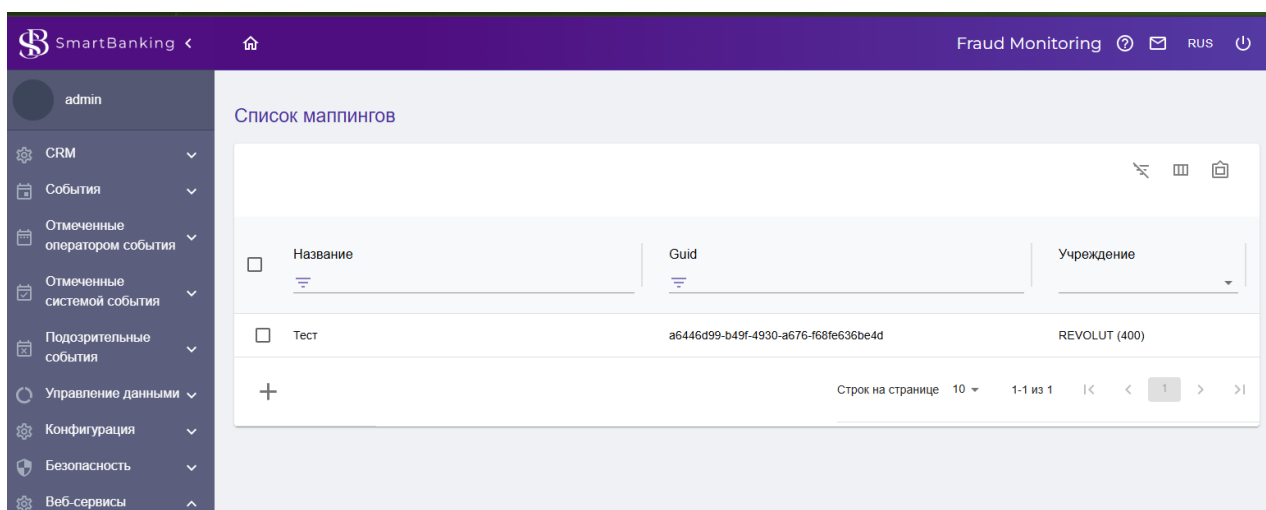 SmartBanking
Fraud Monitoring
RUS
admin
CRM
События
Отмеченные
оператором события
Отмеченные
системой события
Подозрительные
события
Управление данными
Конфигурация
Безопасность
Веб-сервисы
Список маппингов
Название
Guid
Учреждение
Тест
a6446d99-b49f-4930-a676-f68fe636be4d
REVOLUT (400)
Строк на странице 10 1-1 из 1 1